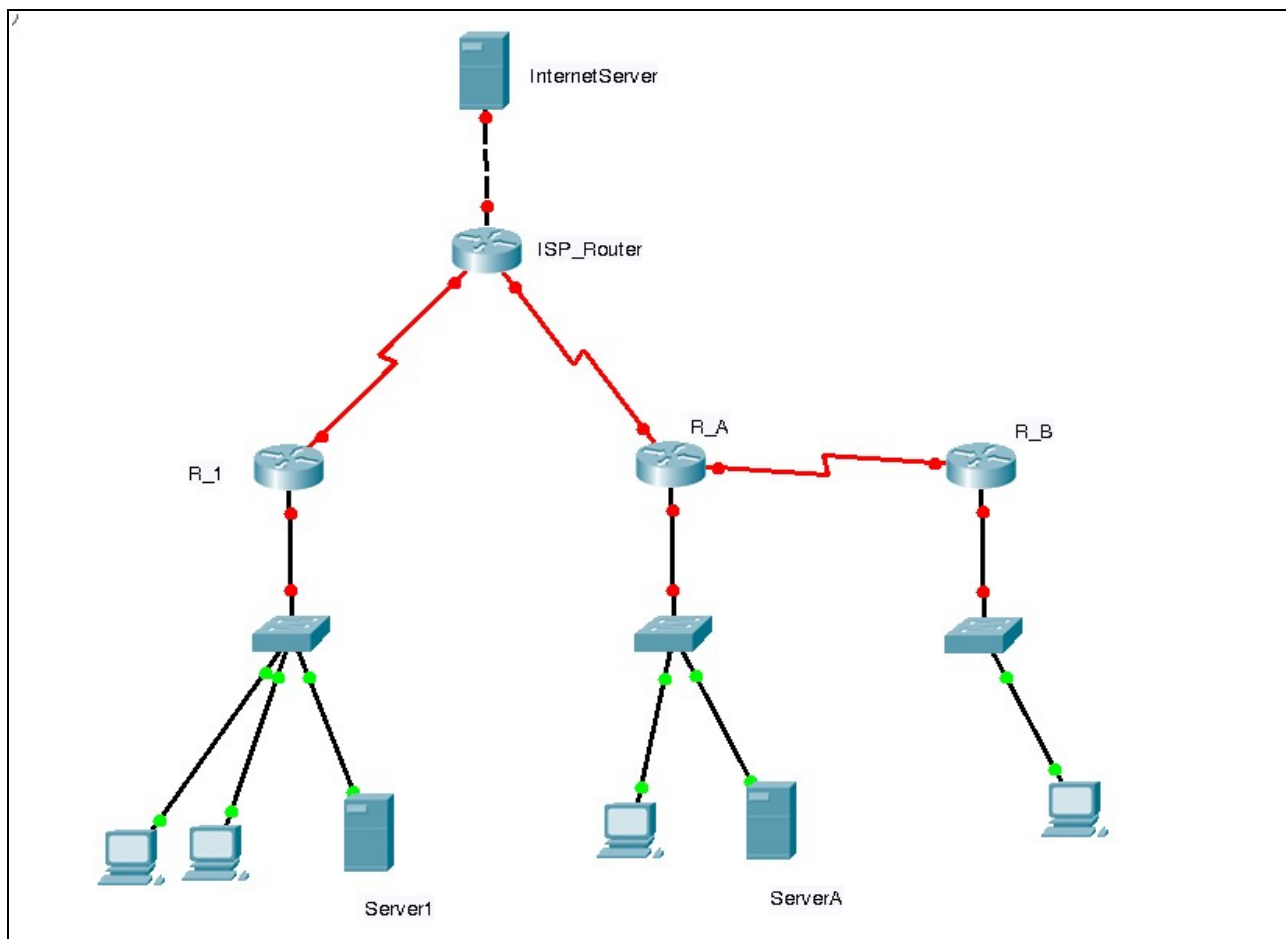 InternetServer
ISP_Router
R_A
R_B
R_1
Server1
ServerA